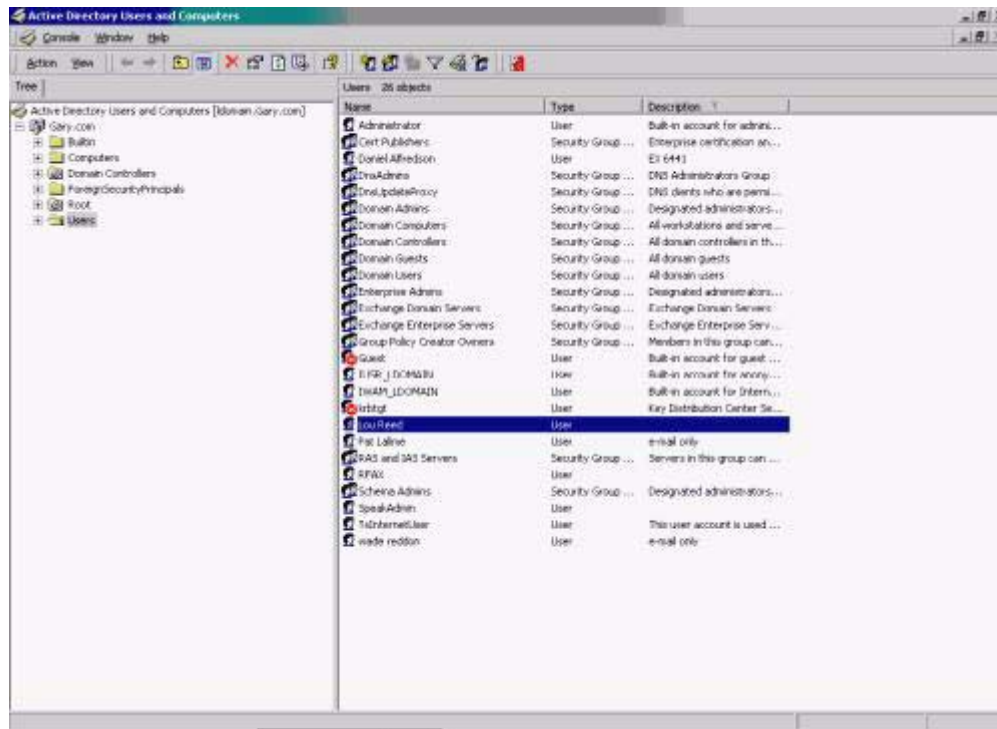 Active Directory Users and Computers
Console Window Help
Action View
Tree
Users 26 objects
Active Directory Users and Computers [ldomain.Gary.com]
Gary.com
Builtin
Computers
Domain Controllers
ForeignSecurityPrincipals
Root
Users
Name Type Description
Administrator User Built-in account for admini...
Cert Publishers Security Group ... Enterprise certification an...
Daniel Alfredson User EX 6441
DnsAdmins Security Group ... DNS Administrators Group
DnsUpdateProxy Security Group ... DNS clients who are permi...
Domain Admins Security Group ... Designated administrators...
Domain Computers Security Group ... All workstations and serve...
Domain Controllers Security Group ... All domain controllers in th...
Domain Guests Security Group ... All domain guests
Domain Users Security Group ... All domain users
Enterprise Admins Security Group ... Designated administrators...
Exchange Domain Servers Security Group ... Exchange Domain Servers
Exchange Enterprise Servers Security Group ... Exchange Enterprise Serv...
Group Policy Creator Owners Security Group ... Members in this group can...
Guest User Built-in account for guest ...
IUSR_LDOMAIN User Built-in account for anony...
IWAM_LDOMAIN User Built-in account for Intern...
krbtgt User Key Distribution Center Se...
Lou Reed User
Pat Lalive User e-mail only
RAS and IAS Servers Security Group ... Servers in this group can ...
RFAX User
Schema Admins Security Group ... Designated administrators...
SpeakAdmin User
TsInternetUser User This user account is used ...
wade reddon User e-mail only